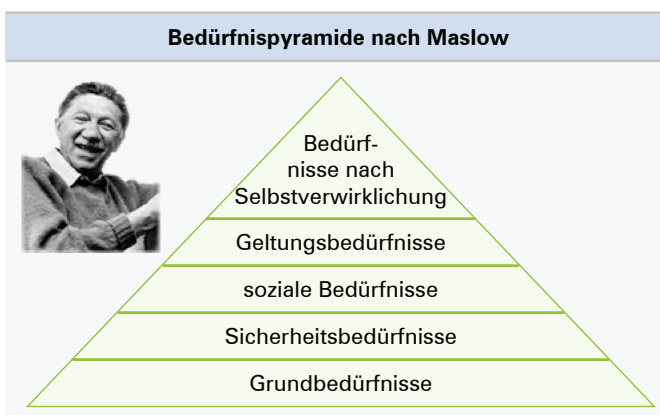 Bedürfnispyramide nach Maslow
Bedürf-
nisse nach
Selbstverwirklichung
Geltungsbedürfnisse
soziale Bedürfnisse
Sicherheitsbedürfnisse
Grundbedürfnisse